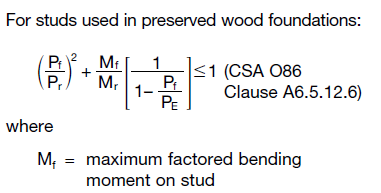 For studs used in preserved wood foundations:
(Pf/Pr)² + Mf/Mr [1/(1 − Pf/PE)] ≤ 1 (CSA O86
Clause A6.5.12.6)
where
Mf = maximum factored bending
moment on stud